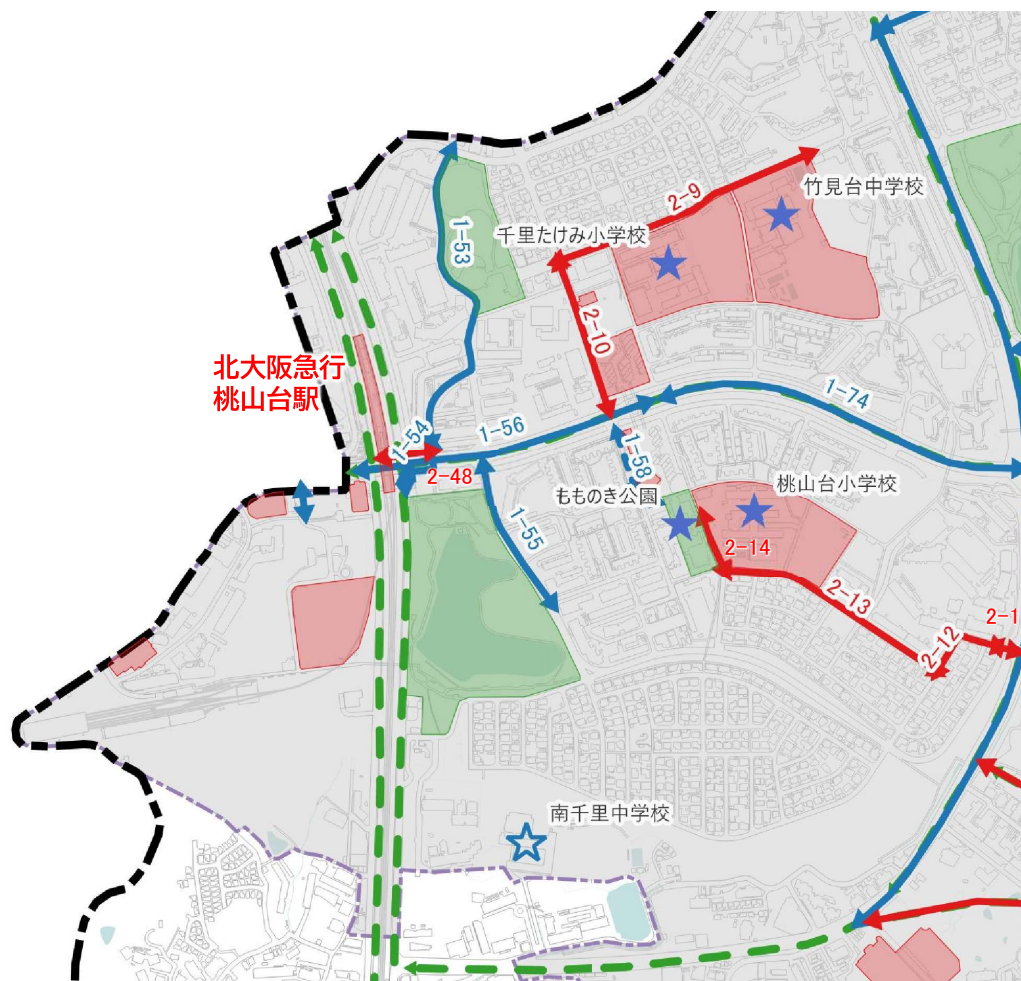 竹見台中学校
2-9
千里たけみ小学校
1-53
2-10
北大阪急行
桃山台駅
1-74
1-54
1-56
2-48
1-58
もものき公園
桃山台小学校
1-55
2-14
2-13
2-12
2-1
南千里中学校